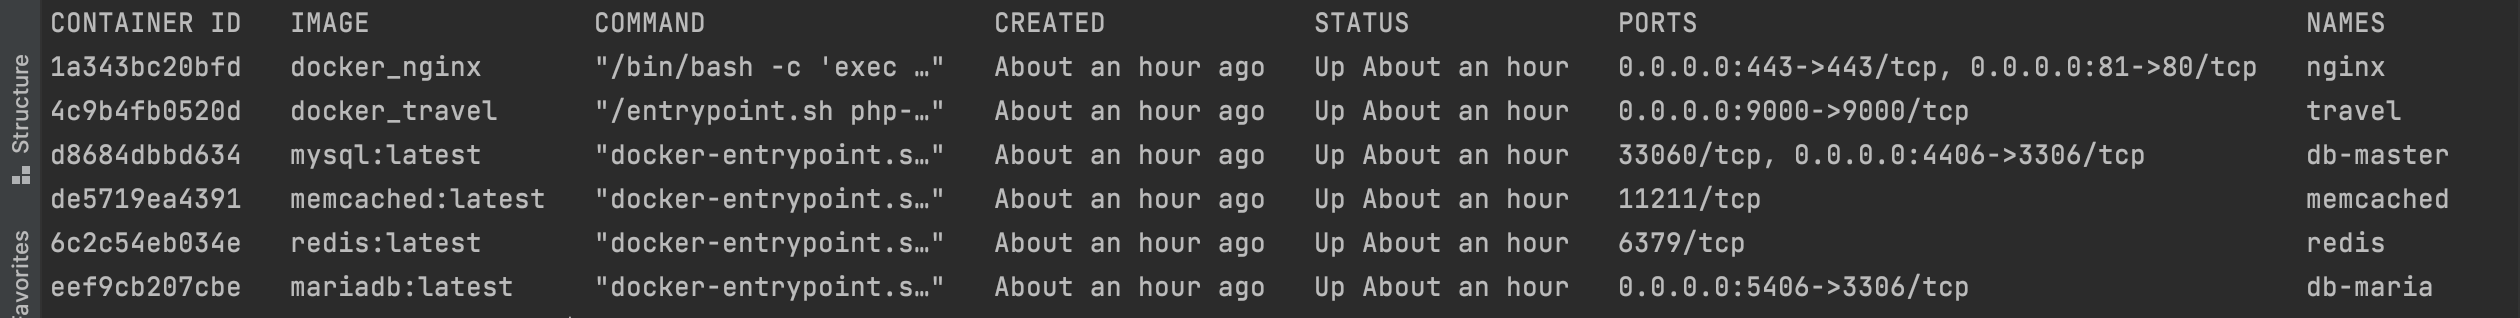 CONTAINER ID   IMAGE              COMMAND                  CREATED             STATUS             PORTS                                      NAMES
1a343bc20bfd   docker_nginx       "/bin/bash -c 'exec …"   About an hour ago   Up About an hour   0.0.0.0:443->443/tcp, 0.0.0.0:81->80/tcp   nginx
4c9b4fb0520d   docker_travel      "/entrypoint.sh php-…"   About an hour ago   Up About an hour   0.0.0.0:9000->9000/tcp                     travel
d8684dbbd634   mysql:latest       "docker-entrypoint.s…"   About an hour ago   Up About an hour   33060/tcp, 0.0.0.0:4406->3306/tcp          db-master
de5719ea4391   memcached:latest   "docker-entrypoint.s…"   About an hour ago   Up About an hour   11211/tcp                                  memcached
6c2c54eb034e   redis:latest       "docker-entrypoint.s…"   About an hour ago   Up About an hour   6379/tcp                                   redis
eef9cb207cbe   mariadb:latest     "docker-entrypoint.s…"   About an hour ago   Up About an hour   0.0.0.0:5406->3306/tcp                     db-maria
Structure